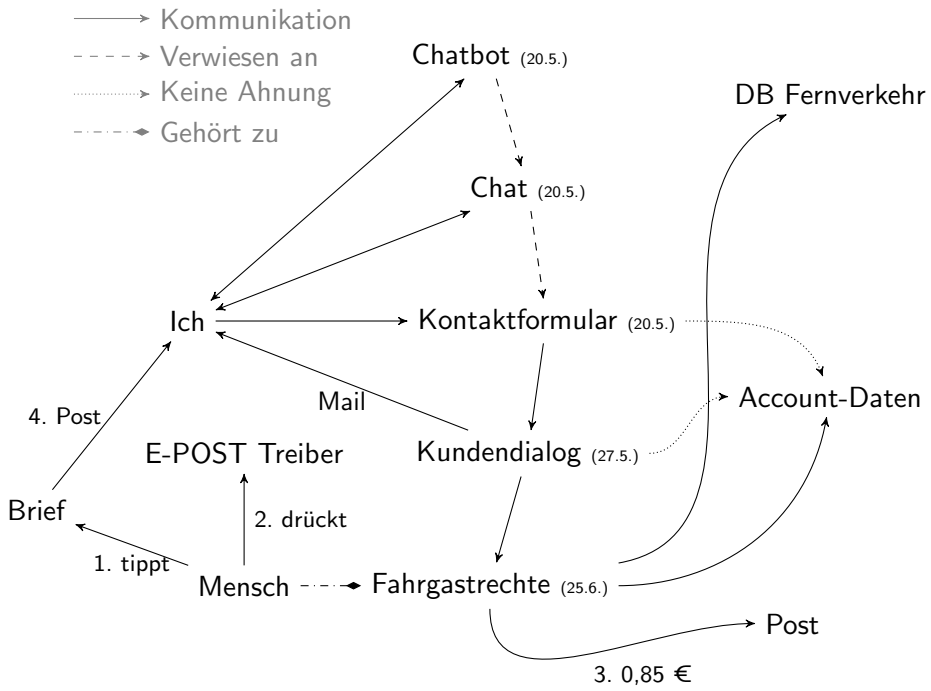 Kommunikation
Verwiesen an
Keine Ahnung
Gehört zu
Chatbot (20.5.)
DB Fernverkehr
Chat (20.5.)
Ich
Kontaktformular (20.5.)
Mail
Account-Daten
4. Post
E-POST Treiber
Kundendialog (27.5.)
Brief
2. drückt
1. tippt
Mensch
Fahrgastrechte (25.6.)
Post
3. 0,85 €